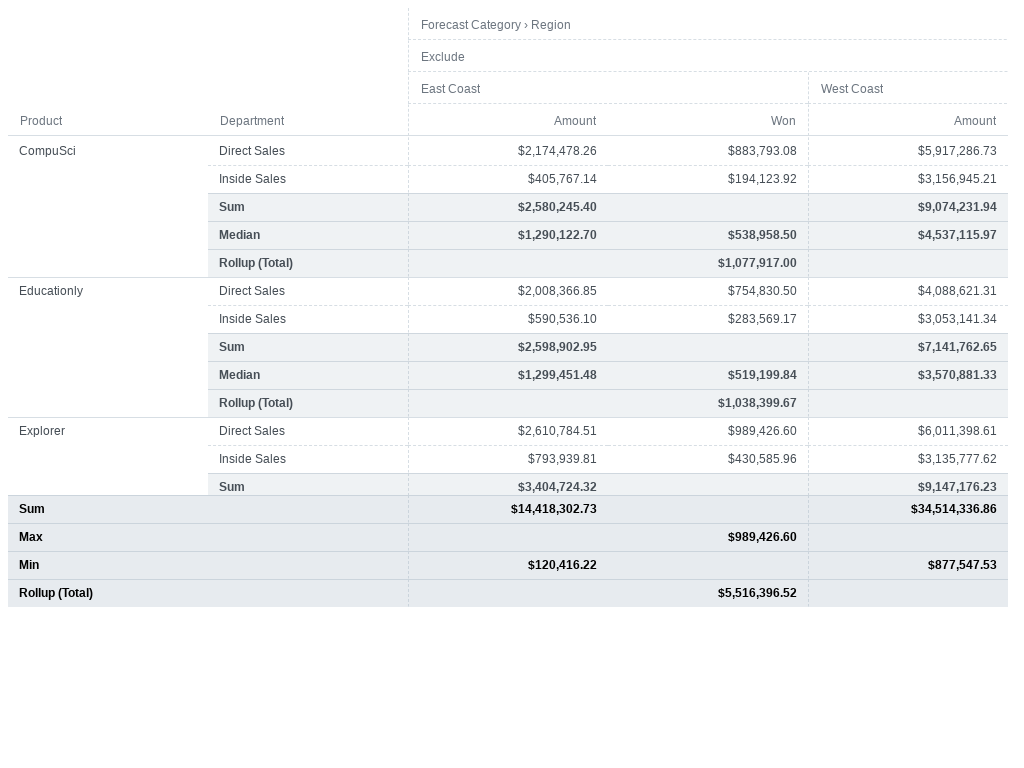 Forecast Category › Region
Exclude
East Coast West Coast
Product Department Amount Won Amount
CompuSci Direct Sales $2,174,478.26 $883,793.08 $5,917,286.73
Inside Sales $405,767.14 $194,123.92 $3,156,945.21
Sum $2,580,245.40 $9,074,231.94
Median $1,290,122.70 $538,958.50 $4,537,115.97
Rollup (Total) $1,077,917.00
Educationly Direct Sales $2,008,366.85 $754,830.50 $4,088,621.31
Inside Sales $590,536.10 $283,569.17 $3,053,141.34
Sum $2,598,902.95 $7,141,762.65
Median $1,299,451.48 $519,199.84 $3,570,881.33
Rollup (Total) $1,038,399.67
Explorer Direct Sales $2,610,784.51 $989,426.60 $6,011,398.61
Inside Sales $793,939.81 $430,585.96 $3,135,777.62
Sum $3,404,724.32 $9,147,176.23
Sum $14,418,302.73 $34,514,336.86
Max $989,426.60
Min $120,416.22 $877,547.53
Rollup (Total) $5,516,396.52